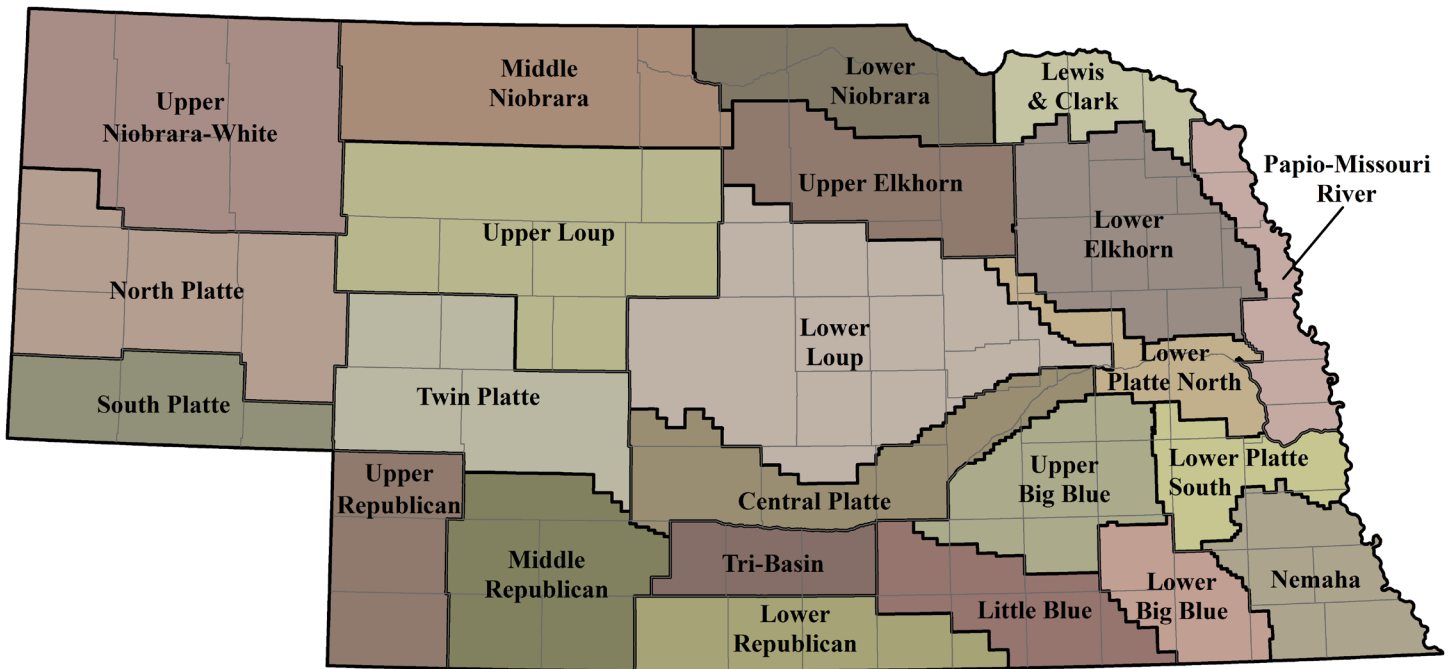 Upper
Niobrara-White
Middle
Niobrara
Lower
Niobrara
Lewis
& Clark
Papio-Missouri
River
Upper Elkhorn
Lower
Elkhorn
Upper Loup
North Platte
Lower
Loup
Lower
Platte North
South Platte
Twin Platte
Upper
Republican
Central Platte
Upper
Big Blue
Lower Platte
South
Middle
Republican
Tri-Basin
Lower
Republican
Little Blue
Lower
Big Blue
Nemaha